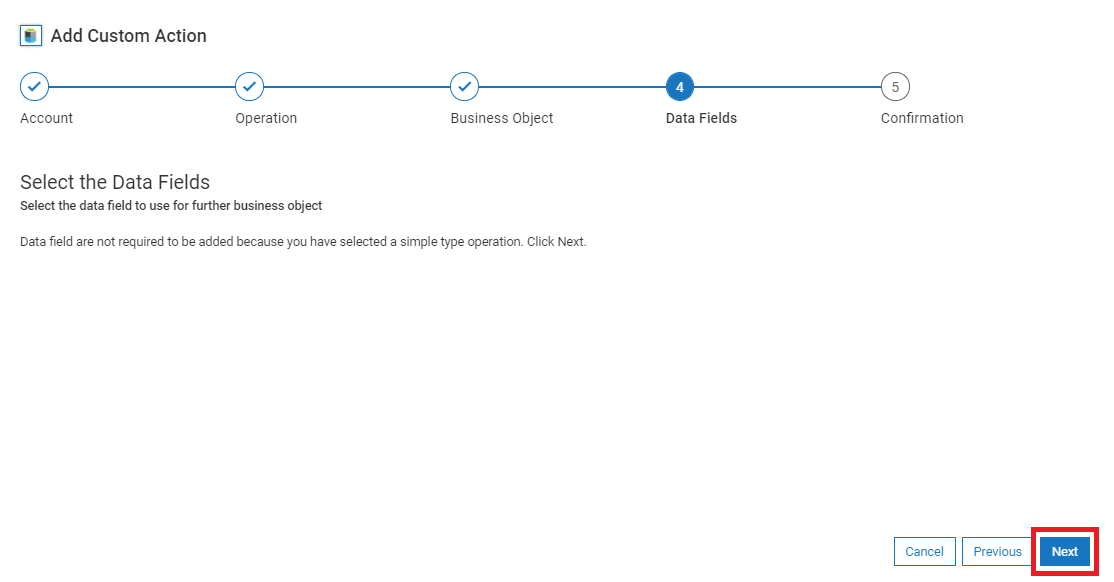 Add Custom Action
4
5
Account
Operation
Business Object
Data Fields
Confirmation
Select the Data Fields
Select the data field to use for further business object
Data field are not required to be added because you have selected a simple type operation. Click Next.
Cancel
Previous
Next